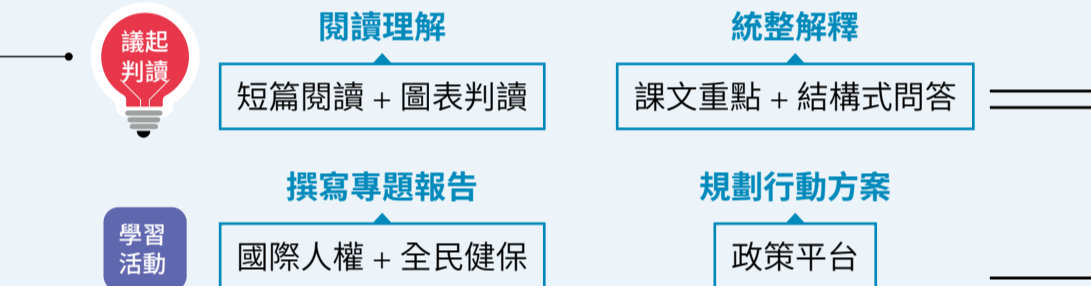 議起
判讀
閱讀理解
短篇閱讀 + 圖表判讀
統整解釋
課文重點 + 結構式問答
學習
活動
撰寫專題報告
國際人權 + 全民健保
規劃行動方案
政策平台